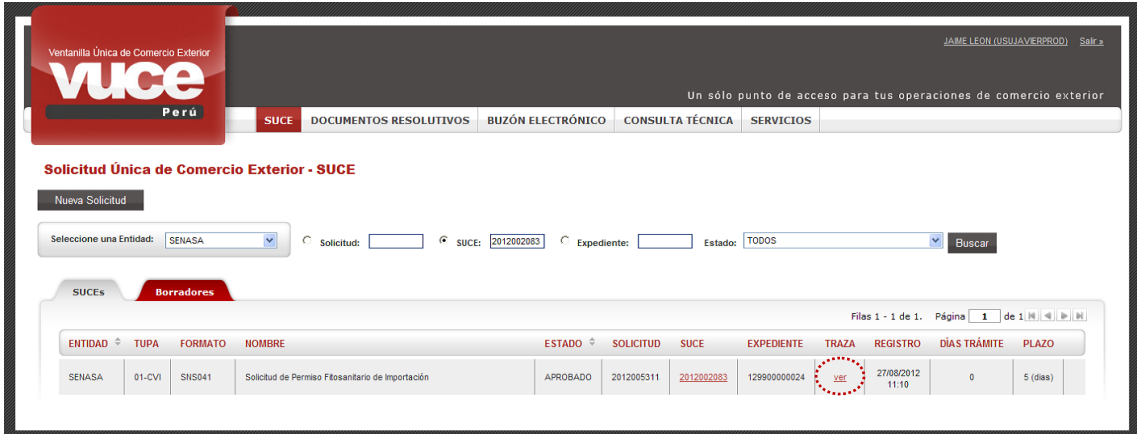 JAIME LEON (USUJAVIERPROD) Salir »
Ventanilla Única de Comercio Exterior
vuce
Perú
Un sólo punto de acceso para tus operaciones de comercio exterior
SUCE DOCUMENTOS RESOLUTIVOS BUZÓN ELECTRÓNICO CONSULTA TÉCNICA SERVICIOS
Solicitud Única de Comercio Exterior - SUCE
Nueva Solicitud
Seleccione una Entidad: SENASA Solicitud: SUCE: 2012002083 Expediente: Estado: TODOS Buscar
SUCEs Borradores
Filas 1 - 1 de 1. Página 1 de 1
ENTIDAD TUPA FORMATO NOMBRE ESTADO SOLICITUD SUCE EXPEDIENTE TRAZA REGISTRO DÍAS TRÁMITE PLAZO
SENASA 01-CVI SNS041 Solicitud de Permiso Fitosanitario de Importación APROBADO 2012005311 2012002083 129900000024 ver 27/08/2012 0 5 (dias)
11:10